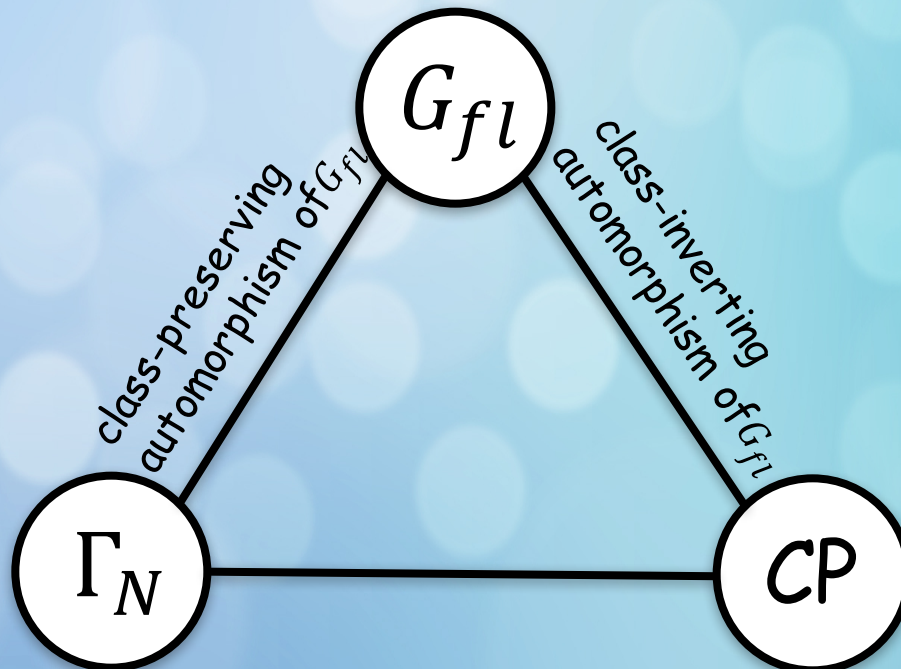 G_{fl}
class-preserving
automorphism of G_{fl}
class-inverting
automorphism of G_{fl}
Γ_N
CP